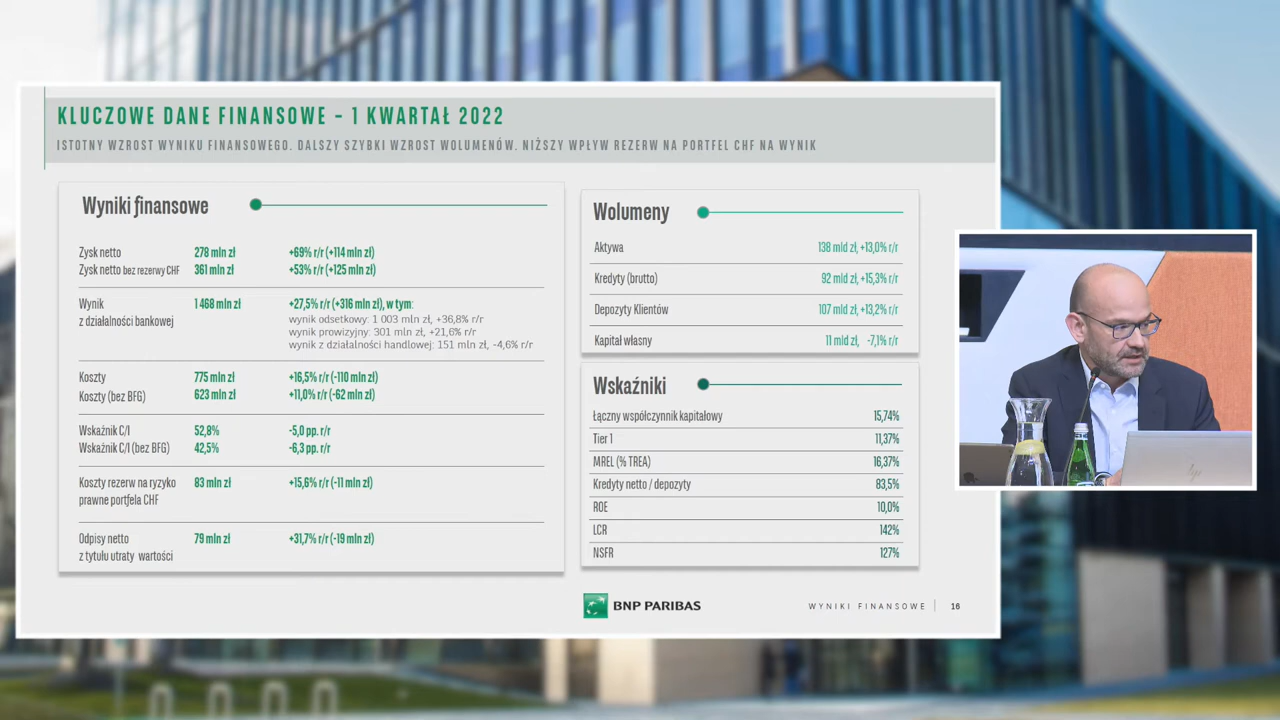 KLUCZOWE DANE FINANSOWE – 1 KWARTAŁ 2022
ISTOTNY WZROST WYNIKU FINANSOWEGO. DALSZY SZYBKI WZROST WOLUMENÓW. NIŻSZY WPŁYW REZERW NA PORTFEL CHF NA WYNIK
Wyniki finansowe
Zysk netto 278 mln zł +69% r/r (+114 mln zł)
Zysk netto bez rezerwy CHF 361 mln zł +53% r/r (+125 mln zł)
Wynik 1 468 mln zł +27,5% r/r (+316 mln zł), w tym:
z działalności bankowej
wynik odsetkowy: 1 003 mln zł, +36,8% r/r
wynik prowizyjny: 301 mln zł, +21,6% r/r
wynik z działalności handlowej: 151 mln zł, -4,6% r/r
Koszty 775 mln zł +16,5% r/r (-110 mln zł)
Koszty (bez BFG) 623 mln zł +11,0% r/r (-62 mln zł)
Wskaźnik C/I 52,8% -5,0 pp. r/r
Wskaźnik C/I (bez BFG) 42,5% -6,3 pp. r/r
Koszty rezerw na ryzyko 83 mln zł +15,6% r/r (-11 mln zł)
prawne portfela CHF
Odpisy netto 79 mln zł +31,7% r/r (-19 mln zł)
z tytułu utraty wartości
Wolumeny
Aktywa 138 mld zł, +13,0% r/r
Kredyty (brutto) 92 mld zł, +15,3% r/r
Depozyty Klientów 107 mld zł, +13,2% r/r
Kapitał własny 11 mld zł, -7,1% r/r
Wskaźniki
Łączny współczynnik kapitałowy 15,74%
Tier 1 11,37%
MREL (% TREA) 16,37%
Kredyty netto / depozyty 83,5%
ROE 10,0%
LCR 142%
NSFR 127%
BNP PARIBAS
WYNIKI FINANSOWE 16
hp